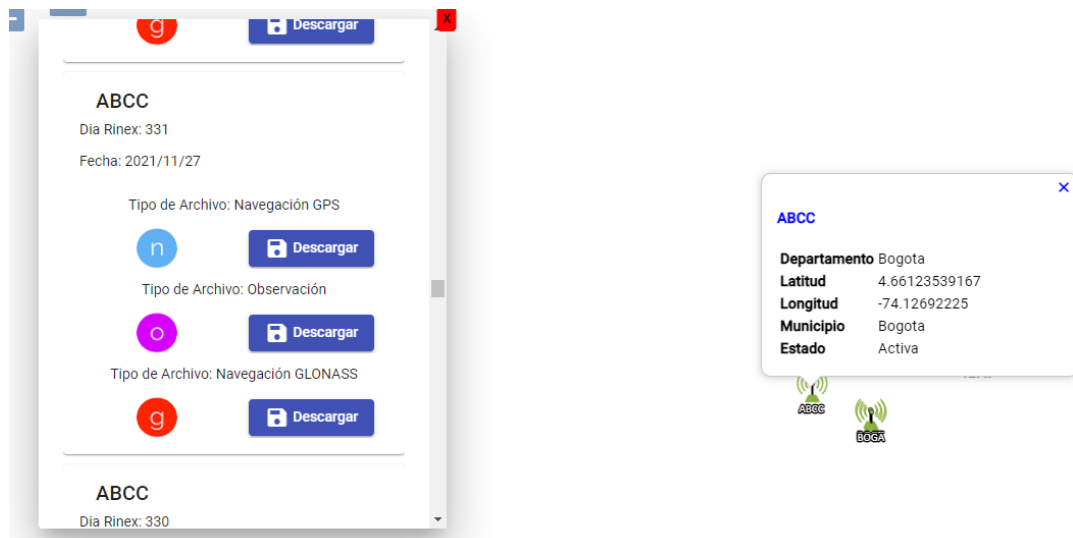 g
Descargar
X
ABCC
Dia Rinex: 331
Fecha: 2021/11/27
Tipo de Archivo: Navegación GPS
n
Descargar
Tipo de Archivo: Observación
o
Descargar
Tipo de Archivo: Navegación GLONASS
g
Descargar
ABCC
Dia Rinex: 330
×
ABCC
Departamento Bogota
Latitud 4.66123539167
Longitud -74.12692225
Municipio Bogota
Estado Activa
ABCC
BOGA